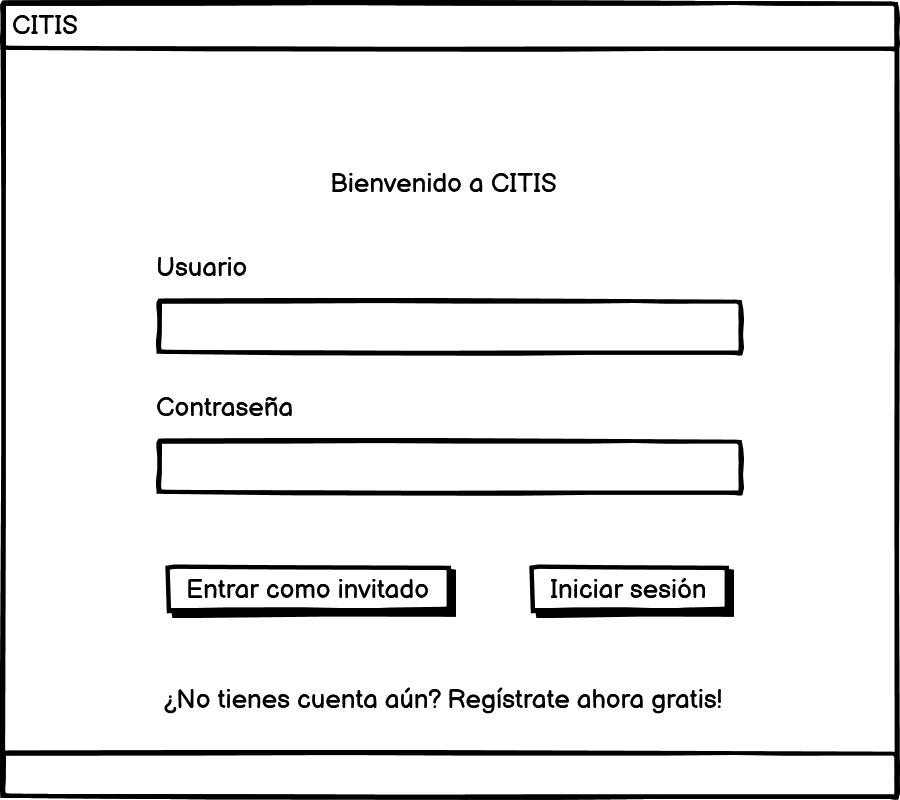 CITIS
Bienvenido a CITIS
Usuario
Contraseña
Entrar como invitado
Iniciar sesión
¿No tienes cuenta aún? Regístrate ahora gratis!